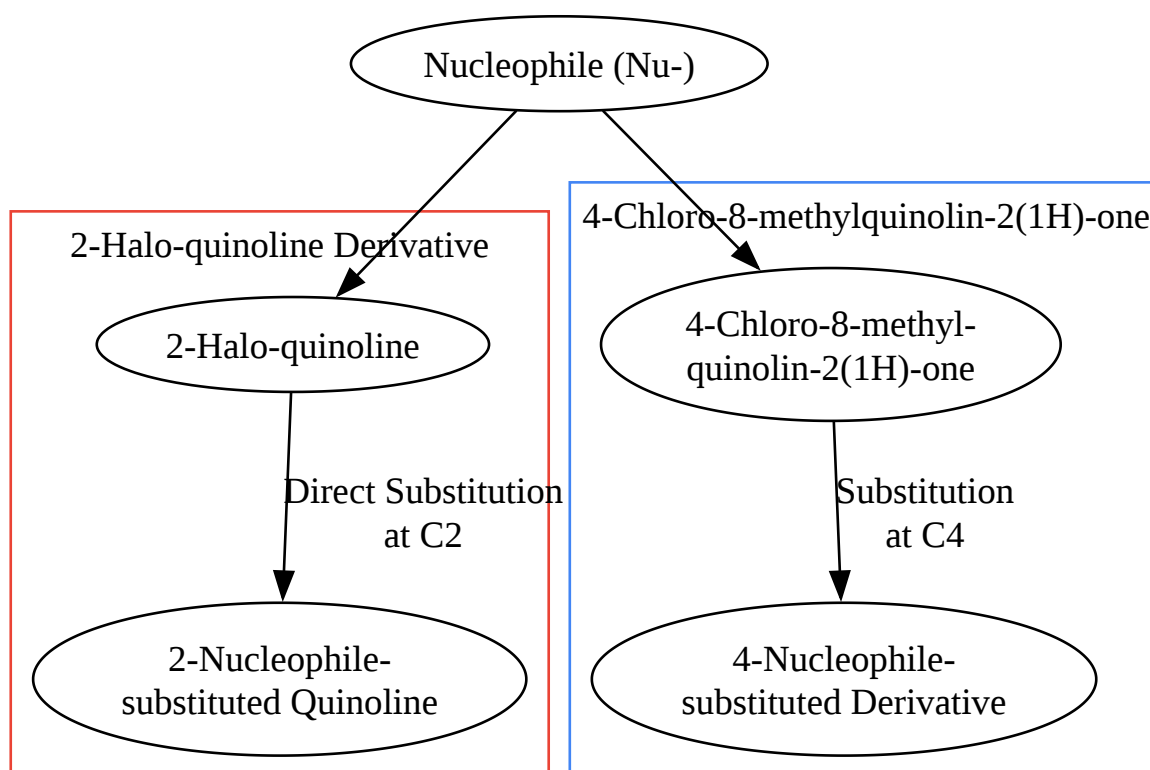 Nucleophile (Nu-)
2-Halo-quinoline Derivative
2-Halo-quinoline
Direct Substitution
at C2
2-Nucleophile-
substituted Quinoline
4-Chloro-8-methylquinolin-2(1H)-one
4-Chloro-8-methyl-
quinolin-2(1H)-one
Substitution
at C4
4-Nucleophile-
substituted Derivative